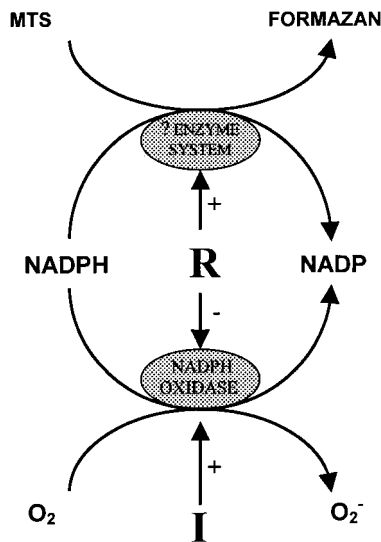 MTS FORMAZAN
? ENZYME
SYSTEM
+
NADPH R NADP
-
NADPH
OXIDASE
+
O₂ I O₂⁻